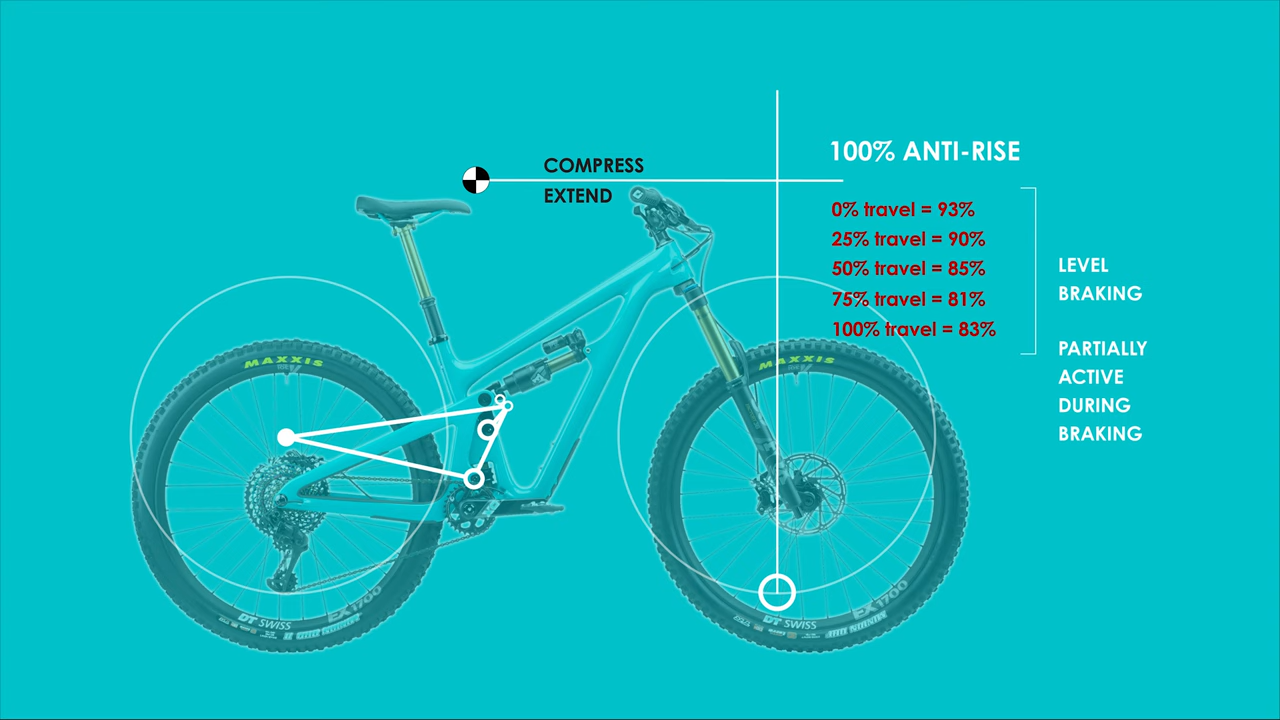 100% ANTI-RISE
COMPRESS
EXTEND
0% travel = 93%
25% travel = 90%
50% travel = 85%
75% travel = 81%
100% travel = 83%
LEVEL
BRAKING
PARTIALLY
ACTIVE
DURING
BRAKING
MAXXIS
MAXXIS
DT SWISS
EX1700
DT SWISS
EX1700